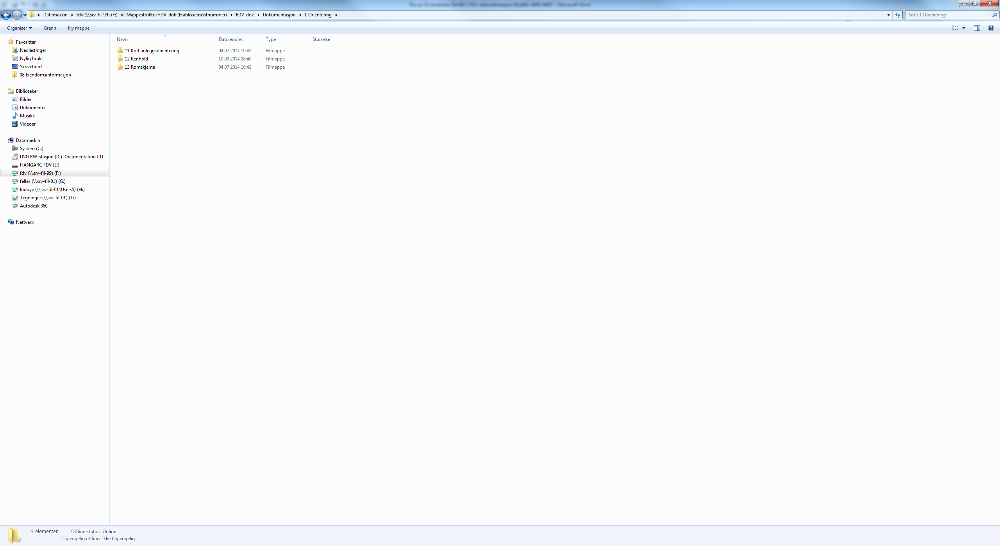 Datamaskin fdv (\\srv-fil-99) (F:) Mappestruktur FDV-dok (Etablissementnummer) FDV-dok Dokumentasjon 1 Orientering Søk i 1 Orientering
Organiser Brenn Ny mappe
Navn Dato endret Type Størrelse
11 Kort anleggsorientering 04.07.2014 10:41 Filmappe
12 Renhold 10.09.2014 08:40 Filmappe
13 Romskjema 04.07.2014 10:41 Filmappe
Favoritter
Nedlastinger
Nylig brukt
Skrivebord
08 Eiendomsinformasjon
Biblioteker
Bilder
Dokumenter
Musikk
Videoer
Datamaskin
System (C:)
DVD RW-stasjon (D:) Documentation CD
HANGARC FDV (E:)
fdv (\\srv-fil-99) (F:)
felles (\\srv-fil-01) (G:)
lodoyv (\\srv-fil-01\Users$) (H:)
Tegninger (\\srv-fil-01) (T:)
Autodesk 360
Nettverk
3 elementer Offline-status: Online
Tilgjengelig offline: Ikke tilgjengelig